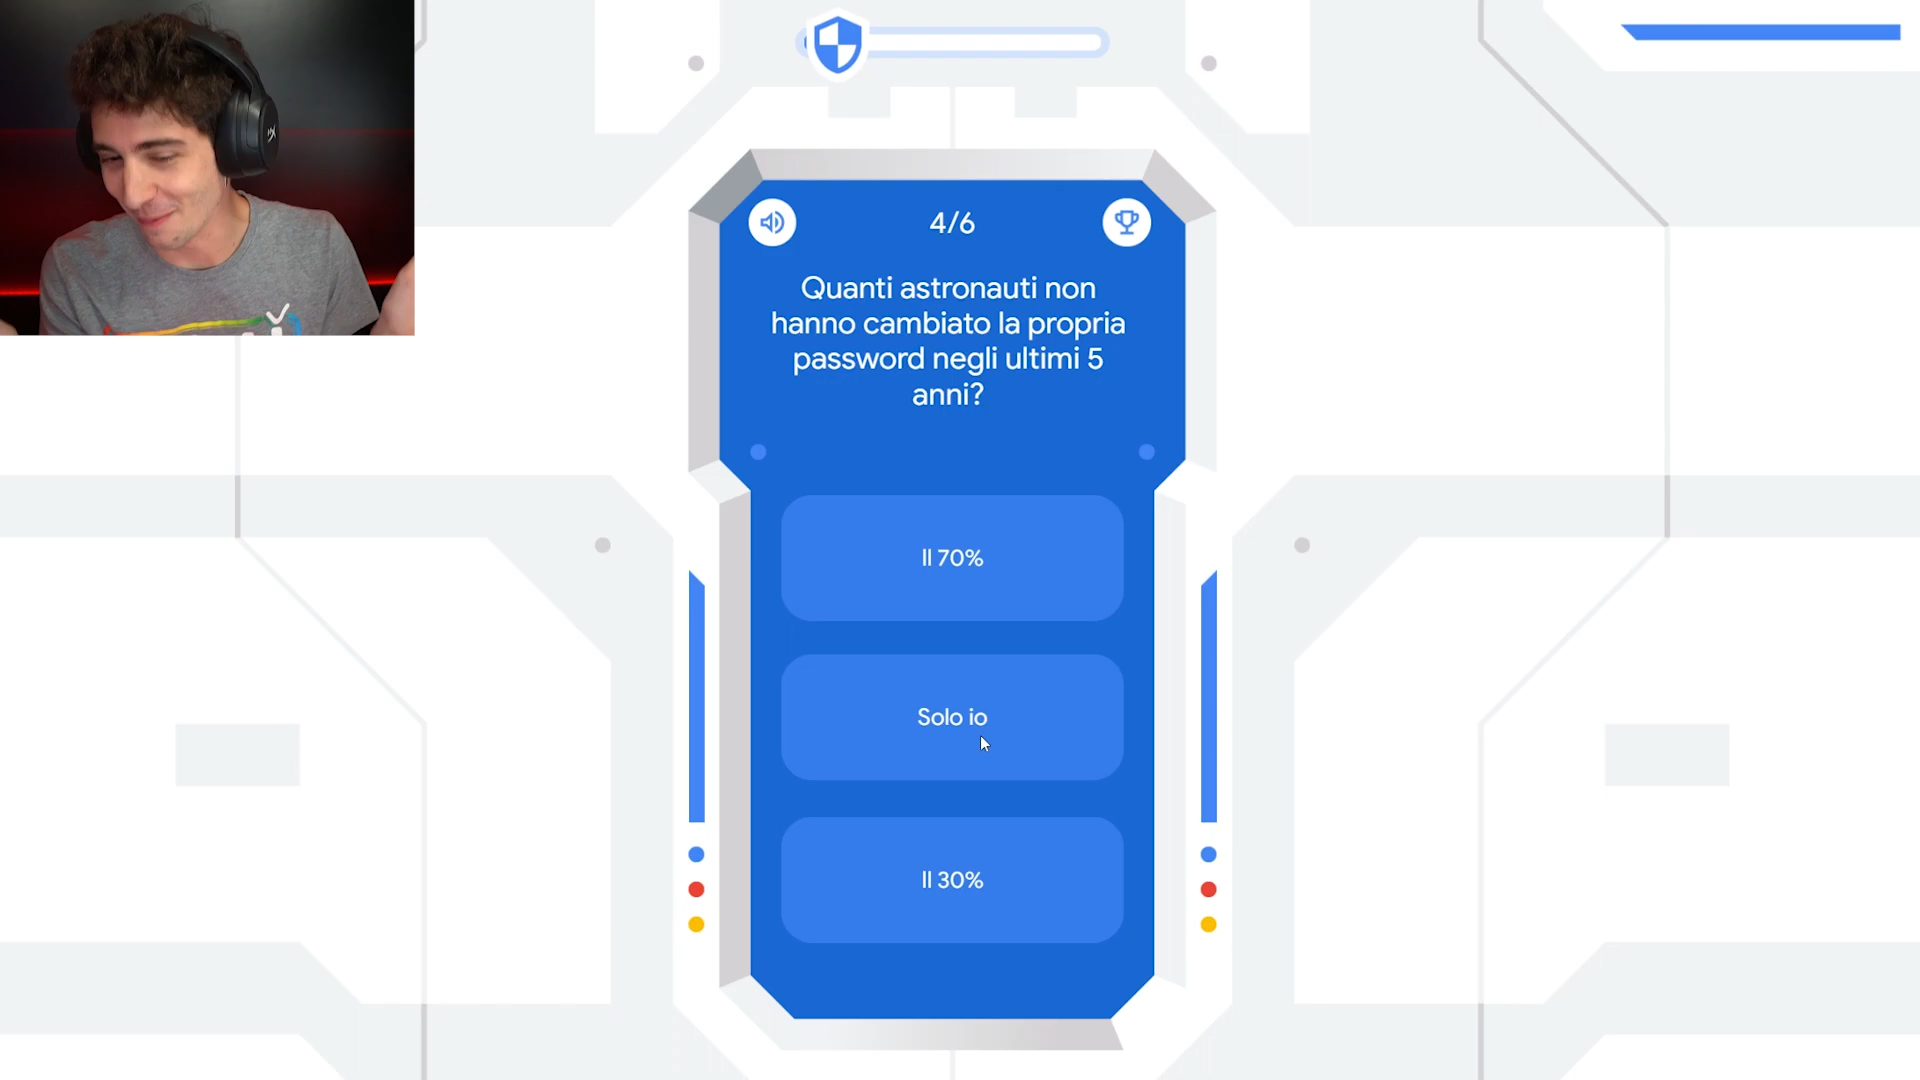 4/6
Quanti astronauti non
hanno cambiato la propria
password negli ultimi 5
anni?
Il 70%
Solo io
Il 30%